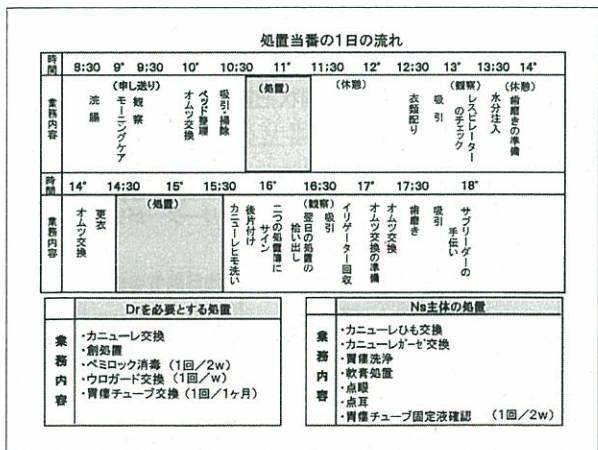 処置当番の1日の流れ
時間 8:30 9° 9:30 10° 10:30 11° 11:30 12° 12:30 13° 13:30 14°
業務内容
浣腸
(申し送り)
モーニングケア
観察
オムツ交換
ベッド整理
吸引・掃除
(処置)
(休憩)
衣類配り
吸引
(観察)
レスピレーターのチェック
水分注入
(休憩)
歯磨きの準備
時間 14° 14:30 15° 15:30 16° 16:30 17° 17:30 18°
業務内容
オムツ交換
更衣
(処置)
カニューレヒモ洗い
後片付け
二つの処置簿にサイン
(観察)
翌日の処置の拾い出し
吸引
イリゲーター回収
オムツ交換の準備
オムツ交換
歯磨き
吸引
サブリーダーの手伝い
Drを必要とする処置
業務内容
・カニューレ交換
・創処置
・ペミロック消毒 (1回/2w)
・ウロガード交換 (1回/w)
・胃瘻チューブ交換 (1回/1ヶ月)
Ns主体の処置
業務内容
・カニューレひも交換
・カニューレガーゼ交換
・胃瘻洗浄
・軟膏処置
・点眼
・点耳
・胃瘻チューブ固定液確認 (1回/2w)